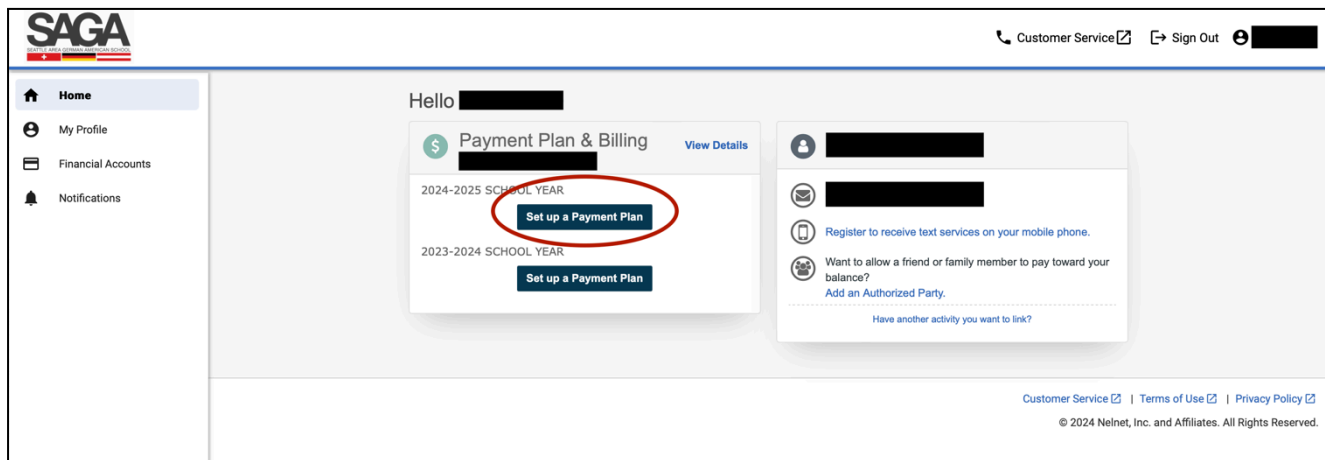 SAGA
SEATTLE AREA GERMAN AMERICAN SCHOOL
Customer Service
Sign Out
Home
My Profile
Financial Accounts
Notifications
Hello
Payment Plan & Billing
View Details
2024-2025 SCHOOL YEAR
Set up a Payment Plan
2023-2024 SCHOOL YEAR
Set up a Payment Plan
Register to receive text services on your mobile phone.
Want to allow a friend or family member to pay toward your
balance?
Add an Authorized Party.
Have another activity you want to link?
Customer Service | Terms of Use | Privacy Policy
© 2024 Nelnet, Inc. and Affiliates. All Rights Reserved.